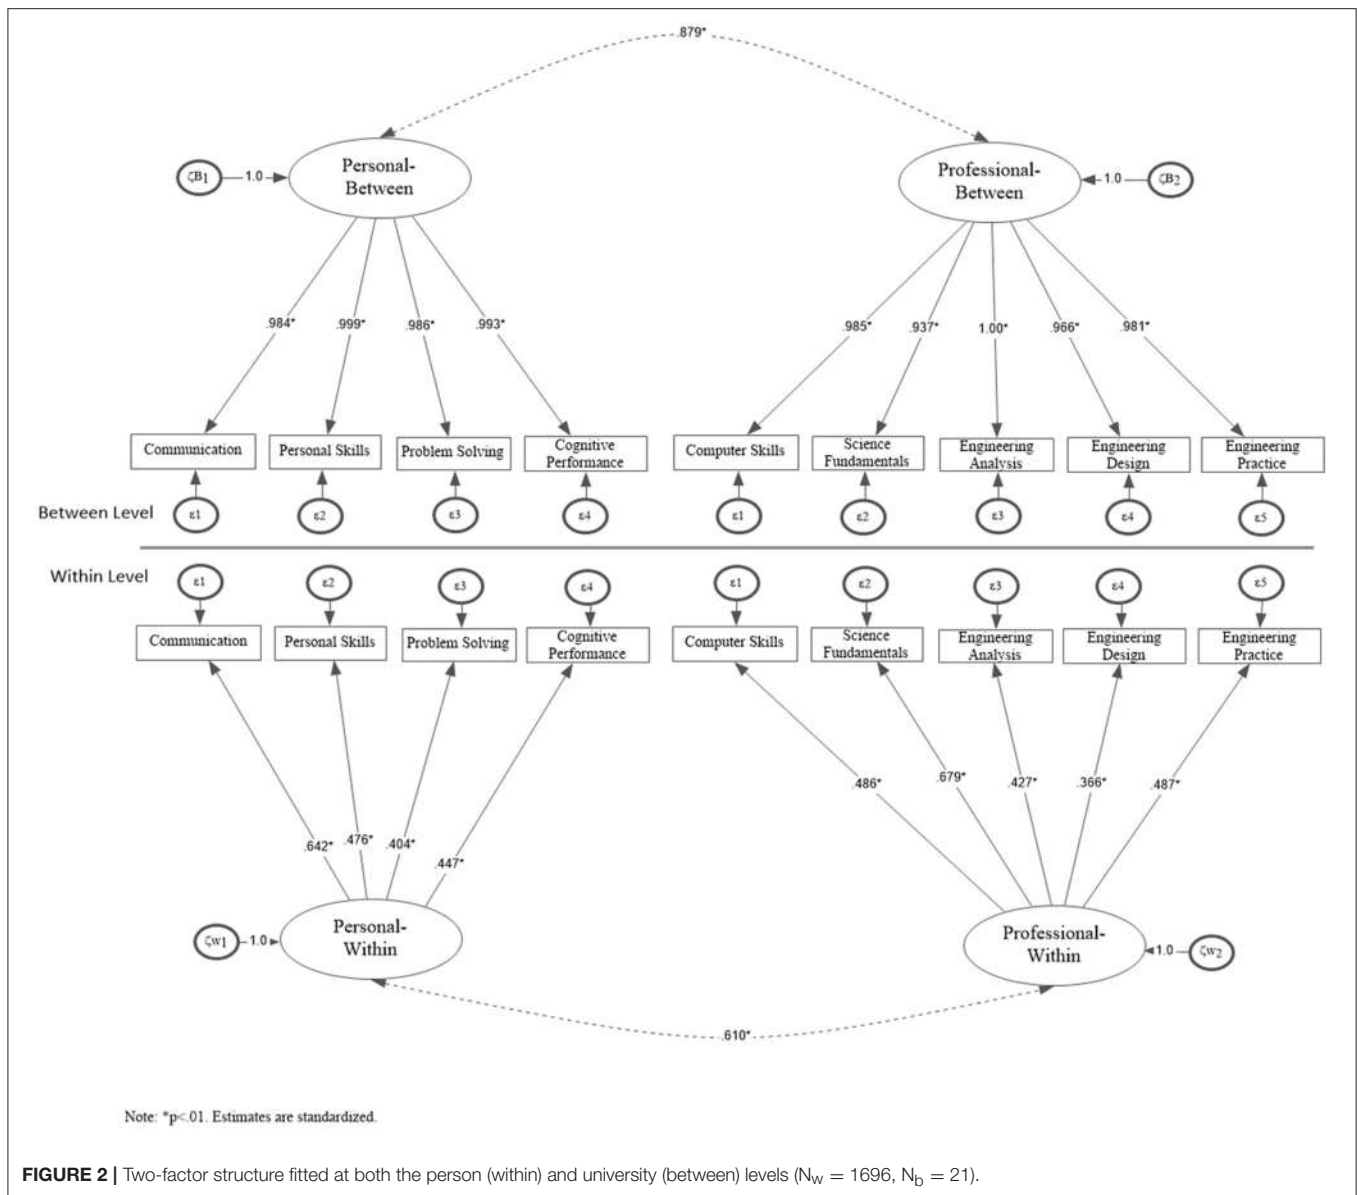 .879*
ζB1
1.0
Personal-
Between
Professional-
Between
1.0
ζB2
.984*
.999*
.986*
.993*
.985*
.937*
1.00*
.966*
.981*
Communication
Personal Skills
Problem Solving
Cognitive
Performance
Computer Skills
Science
Fundamentals
Engineering
Analysis
Engineering
Design
Engineering
Practice
Between Level
ε1
ε2
ε3
ε4
ε1
ε2
ε3
ε4
ε5
Within Level
ε1
ε2
ε3
ε4
ε1
ε2
ε3
ε4
ε5
Communication
Personal Skills
Problem Solving
Cognitive
Performance
Computer Skills
Science
Fundamentals
Engineering
Analysis
Engineering
Design
Engineering
Practice
.642*
.476*
.404*
.447*
.486*
.679*
.427*
.366*
.487*
ζw1
1.0
Personal-
Within
Professional-
Within
1.0
ζw2
.610*
Note: *p<.01. Estimates are standardized.
FIGURE 2 | Two-factor structure fitted at both the person (within) and university (between) levels (Nw = 1696, Nb = 21).